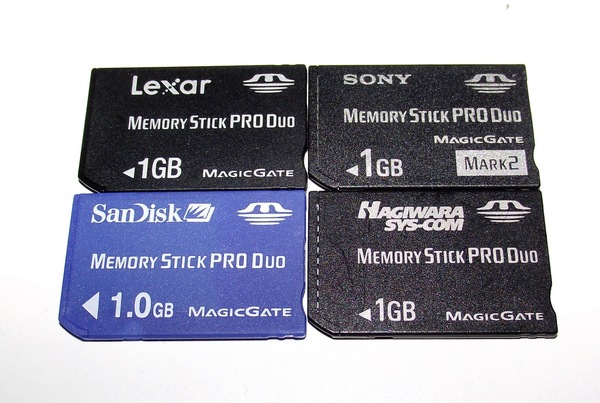 Lexar
MEMORY STICK PRO DUO
1GB MAGICGATE
SONY
MEMORY STICK PRO DUO
MAGICGATE
1GB MARK2
SanDisk
MEMORY STICK PRO DUO
1.0GB MAGICGATE
HAGIWARA
SYS-COM
MEMORY STICK PRO DUO
1GB MAGICGATE